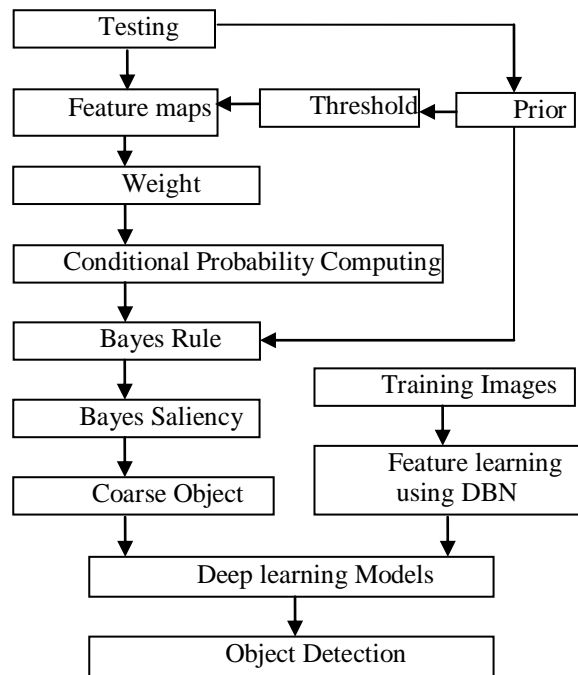 Testing
Feature maps
Threshold
Prior
Weight
Conditional Probability Computing
Bayes Rule
Training Images
Bayes Saliency
Feature learning
using DBN
Coarse Object
Deep learning Models
Object Detection